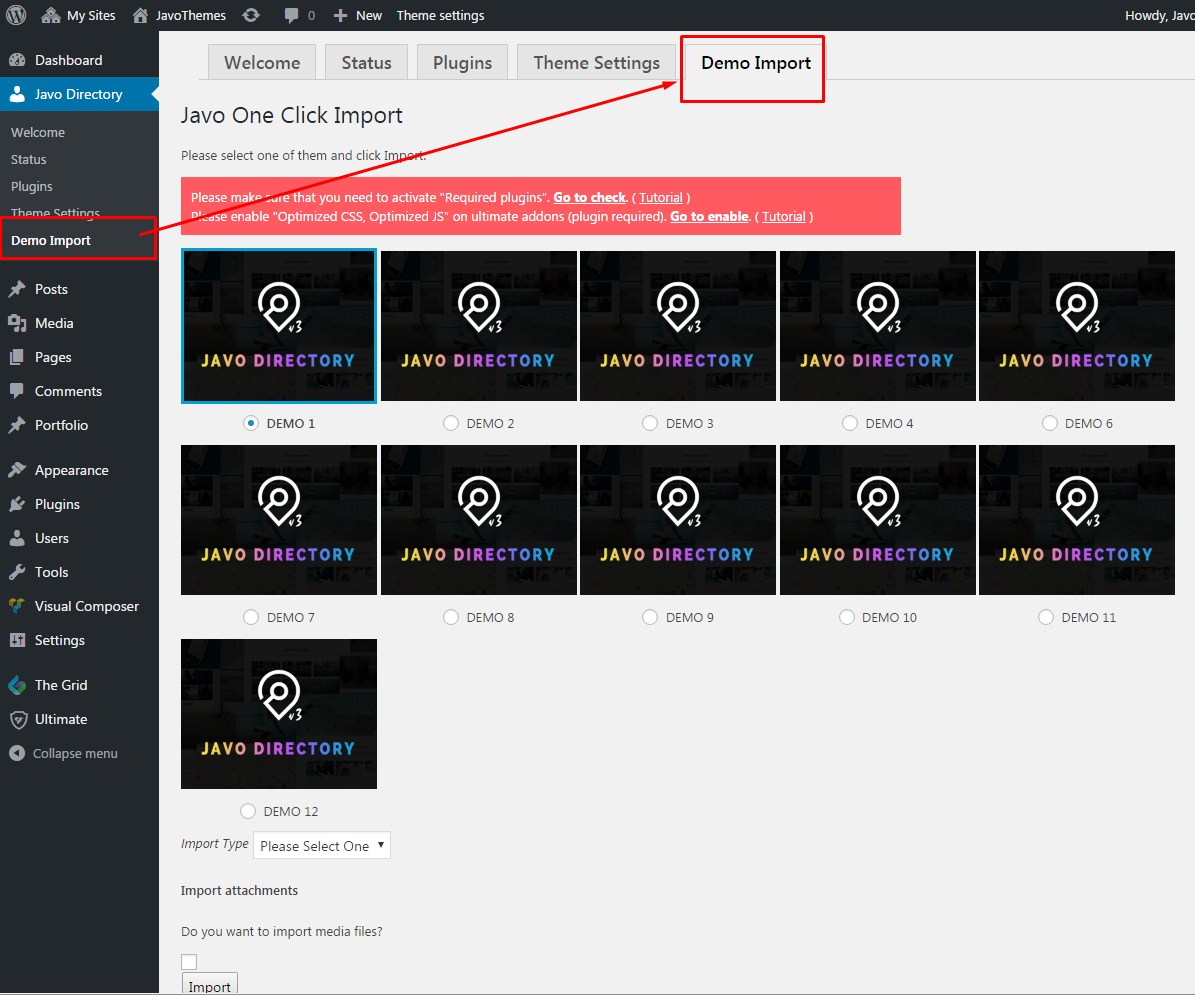 My Sites JavoThemes 0 New Theme settings Howdy, Javo
Dashboard
Javo Directory
Welcome
Status
Plugins
Theme Settings
Demo Import
Posts
Media
Pages
Comments
Portfolio
Appearance
Plugins
Users
Tools
Visual Composer
Settings
The Grid
Ultimate
Collapse menu
Welcome Status Plugins Theme Settings Demo Import
Javo One Click Import
Please select one of them and click Import.
Please make sure that you need to activate "Required plugins". Go to check. ( Tutorial )
Please enable "Optimized CSS, Optimized JS" on ultimate addons (plugin required). Go to enable. ( Tutorial )
v3 v3 v3 v3 v3
JAVO DIRECTORY JAVO DIRECTORY JAVO DIRECTORY JAVO DIRECTORY JAVO DIRECTORY
DEMO 1 DEMO 2 DEMO 3 DEMO 4 DEMO 6
v3 v3 v3 v3 v3
JAVO DIRECTORY JAVO DIRECTORY JAVO DIRECTORY JAVO DIRECTORY JAVO DIRECTORY
DEMO 7 DEMO 8 DEMO 9 DEMO 10 DEMO 11
v3
JAVO DIRECTORY
DEMO 12
Import Type Please Select One
Import attachments
Do you want to import media files?
Import